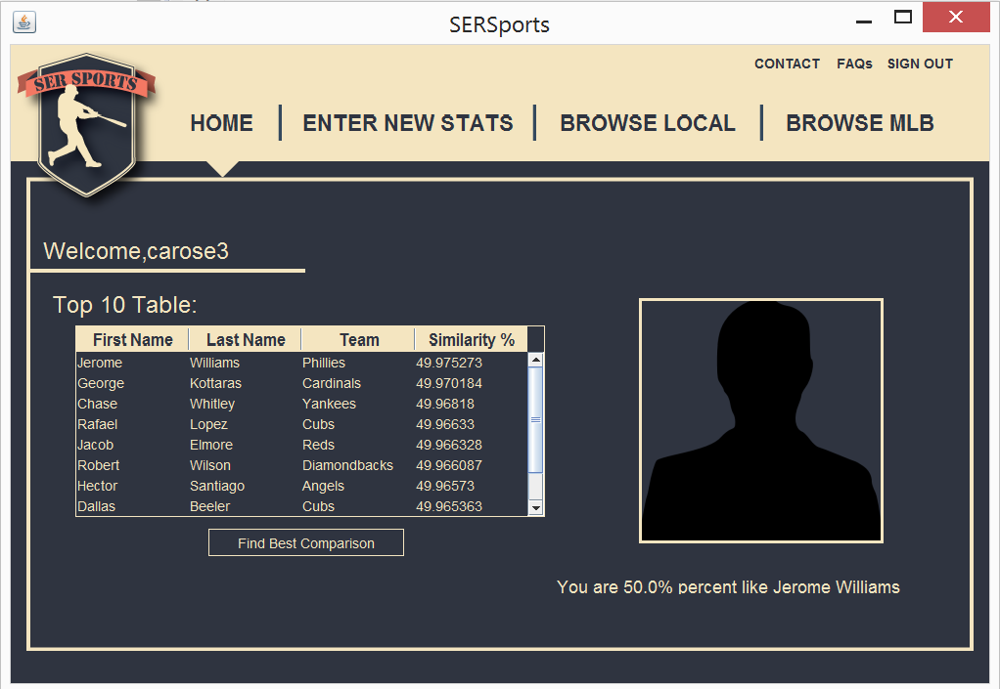 SERSports
CONTACT FAQs SIGN OUT
SER SPORTS
HOME ENTER NEW STATS BROWSE LOCAL BROWSE MLB
Welcome,carose3
Top 10 Table:
First Name Last Name Team Similarity %
Jerome Williams Phillies 49.975273
George Kottaras Cardinals 49.970184
Chase Whitley Yankees 49.96818
Rafael Lopez Cubs 49.96633
Jacob Elmore Reds 49.966328
Robert Wilson Diamondbacks 49.966087
Hector Santiago Angels 49.96573
Dallas Beeler Cubs 49.965363
Find Best Comparison
You are 50.0% percent like Jerome Williams